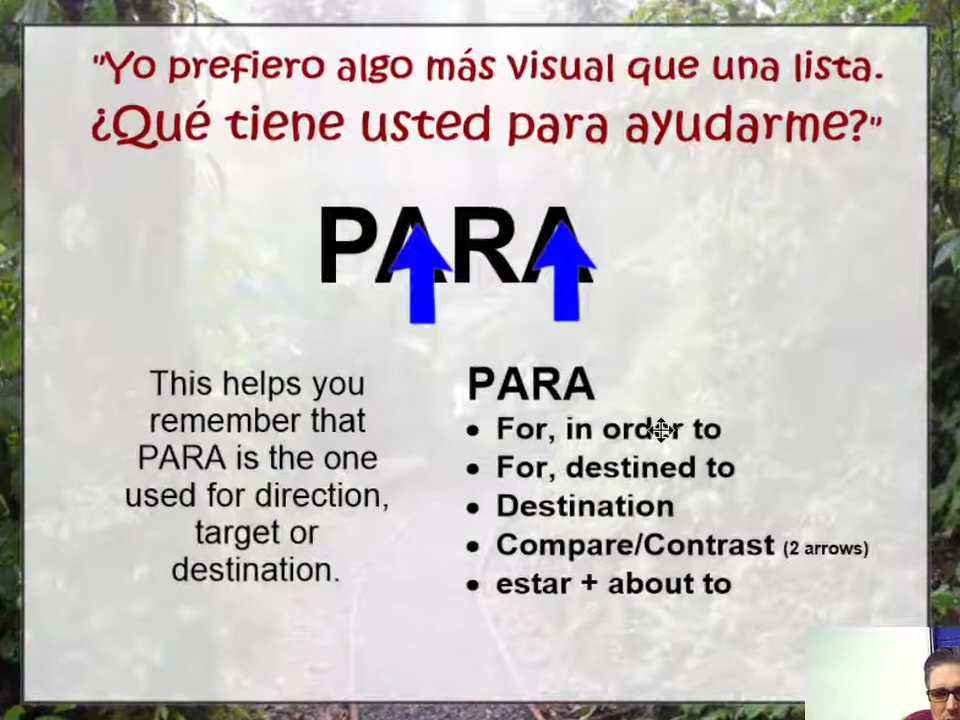 "Yo prefiero algo más visual que una lista.
¿Qué tiene usted para ayudarme?"
PARA
This helps you
remember that
PARA is the one
used for direction,
target or
destination.
PARA
• For, in order to
• For, destined to
• Destination
• Compare/Contrast (2 arrows)
• estar + about to